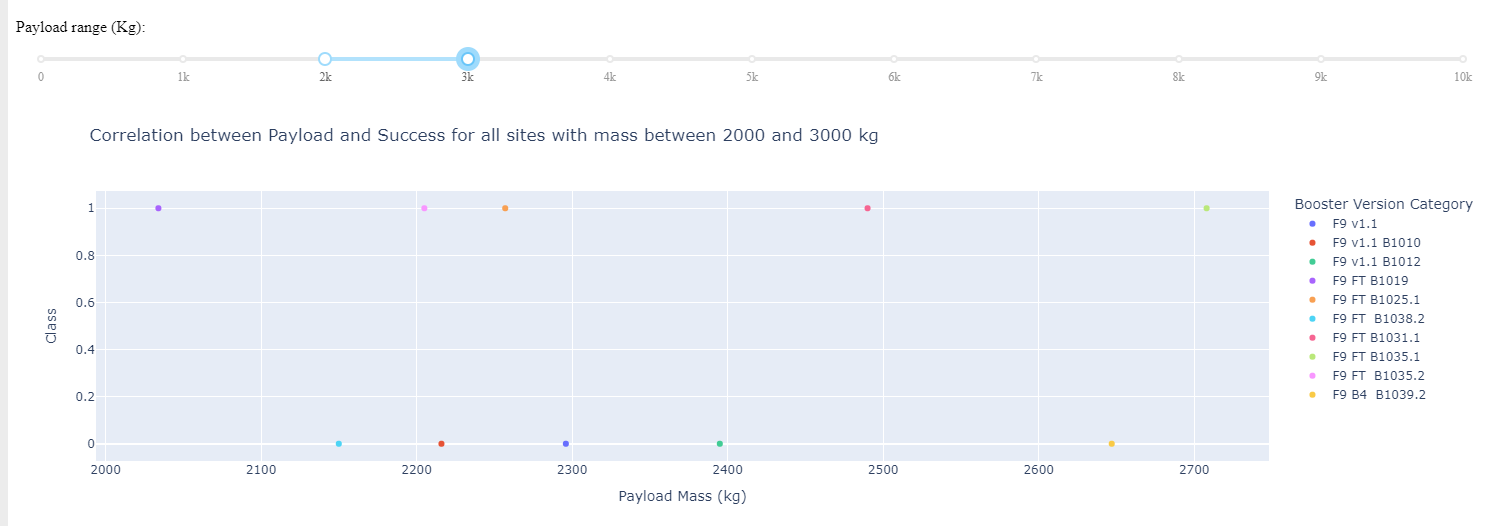 Payload range (Kg):
0 1k 2k 3k 4k 5k 6k 7k 8k 9k 10k
Correlation between Payload and Success for all sites with mass between 2000 and 3000 kg
Booster Version Category
F9 v1.1
F9 v1.1 B1010
F9 v1.1 B1012
F9 FT B1019
F9 FT B1025.1
F9 FT  B1038.2
F9 FT B1031.1
F9 FT B1035.1
F9 FT  B1035.2
F9 B4  B1039.2
1
0.8
0.6
0.4
0.2
0
Class
2000 2100 2200 2300 2400 2500 2600 2700
Payload Mass (kg)